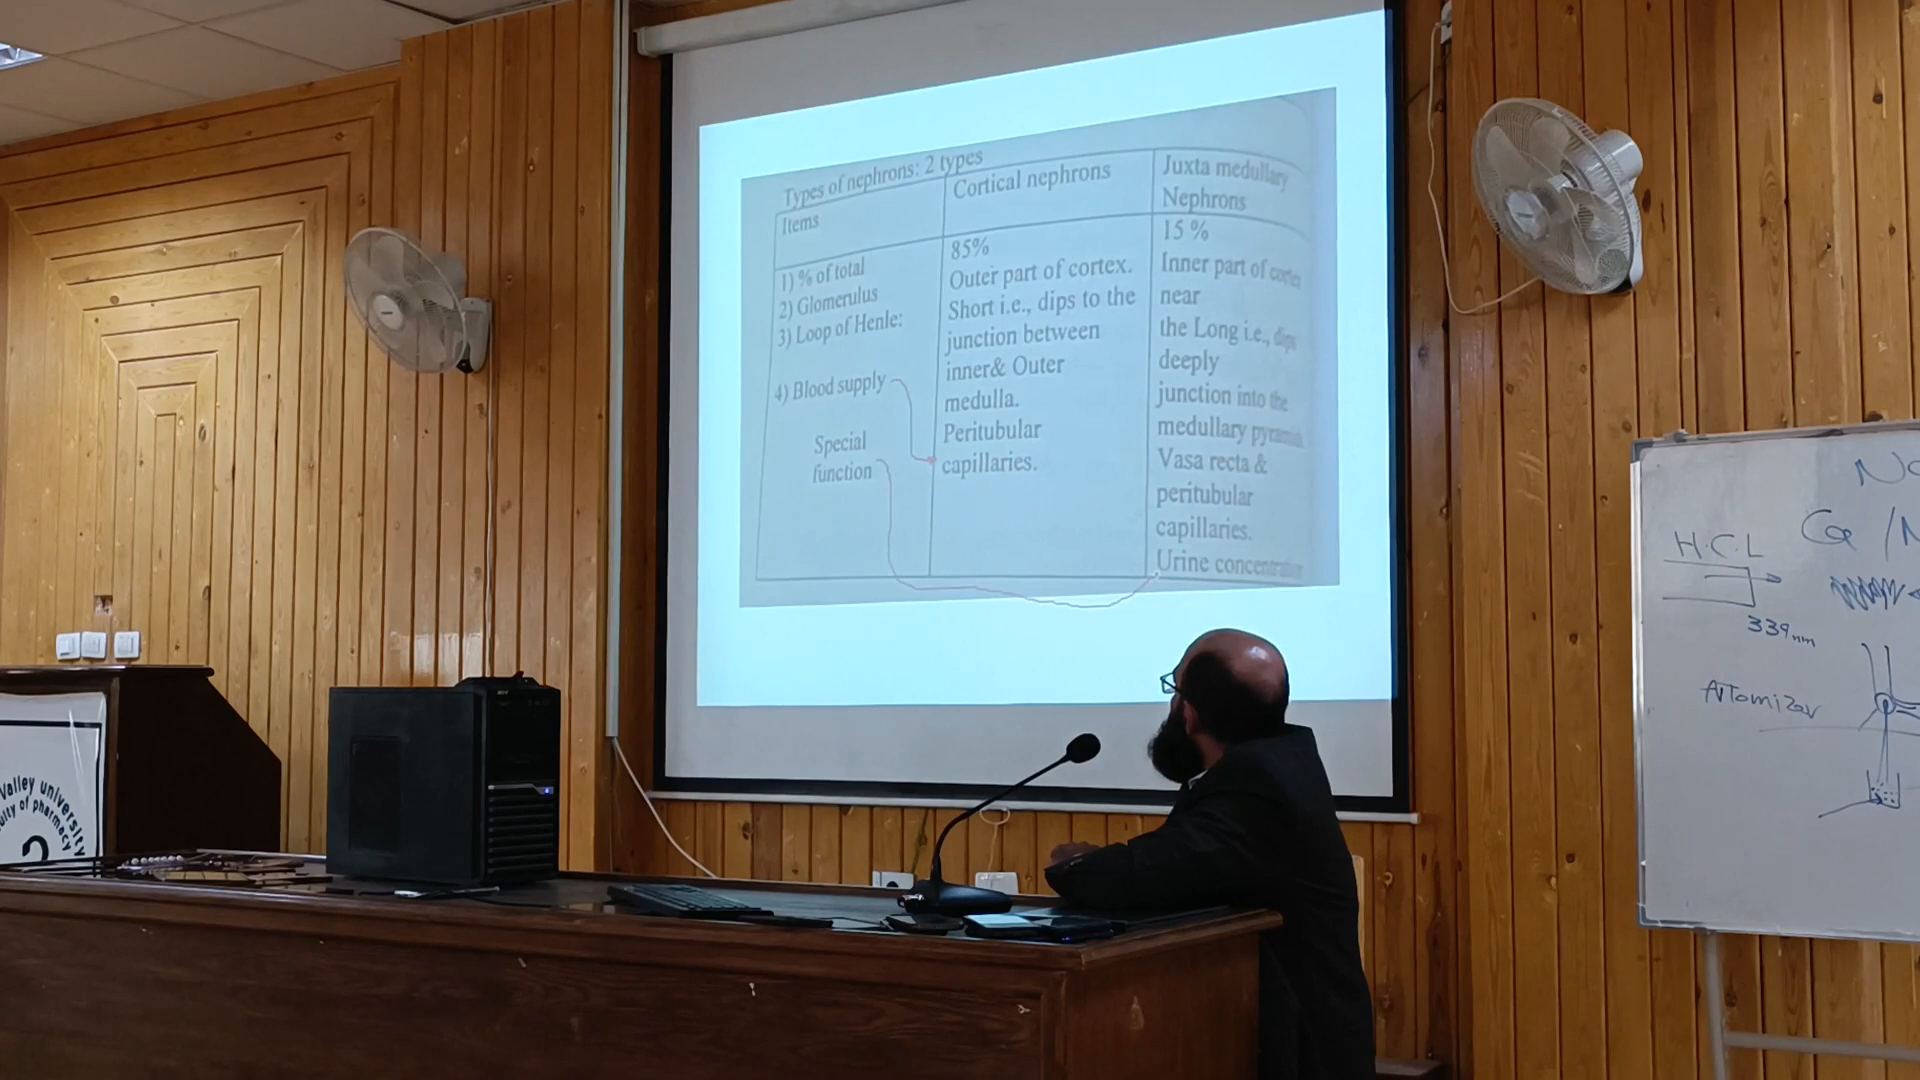 Types of nephrons: 2 types
Items
Cortical nephrons
Juxta medullary
Nephrons
1) % of total
2) Glomerulus
3) Loop of Henle:
4) Blood supply
Special
function
85%
Outer part of cortex.
Short i.e., dips to the
junction between
inner& Outer
medulla.
Peritubular
capillaries.
15 %
Inner part of cortex
near
the Long i.e., dips
deeply
junction into the
medullary
Vasa recta &
peritubular
capillaries.
Urine
H.C.L
339nm
Atomizer
Valley university
of pharmacy